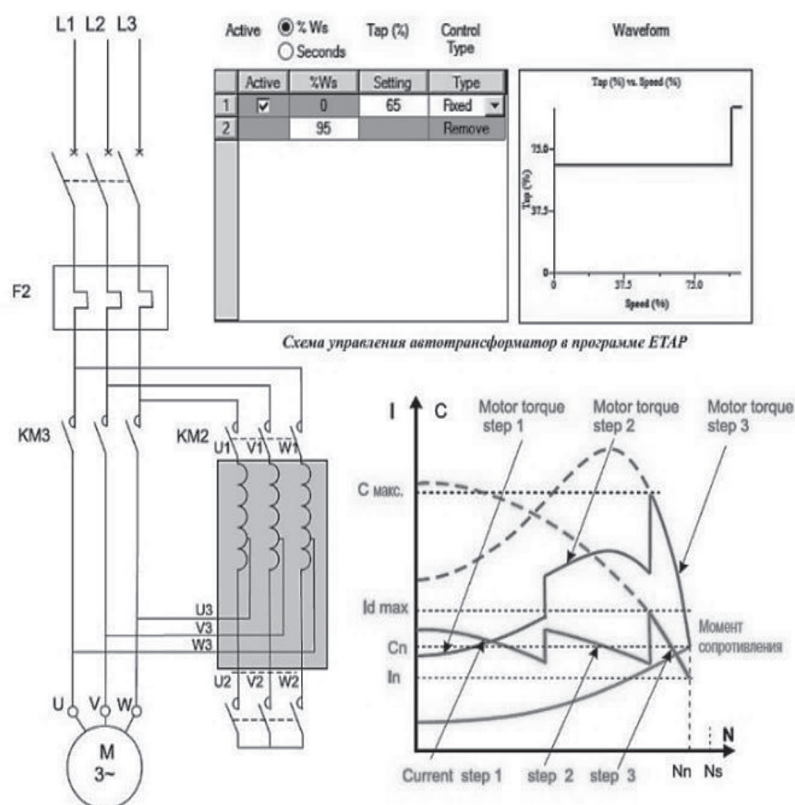 L1 L2 L3
F2
KM3
KM2
U1 V1 W1
U3
V3
W3
U2 V2 W2
U V W
M
3~
Active % Ws Tap (%) Control
Seconds Type
Active %Ws Setting Type
1 0 65 Fixed
2 95 Remove
Waveform
Tap (%) vs. Speed (%)
Tap (%)
75.0
37.5
0
0 37.5 75.0
Speed (%)
Схема управления автотрансформатор в программе ETAP
I C
Motor torque
step 1
Motor torque
step 2
Motor torque
step 3
C макс.
Id max
Cn
In
Момент
сопротивления
N
Nn Ns
Current step 1 step 2 step 3